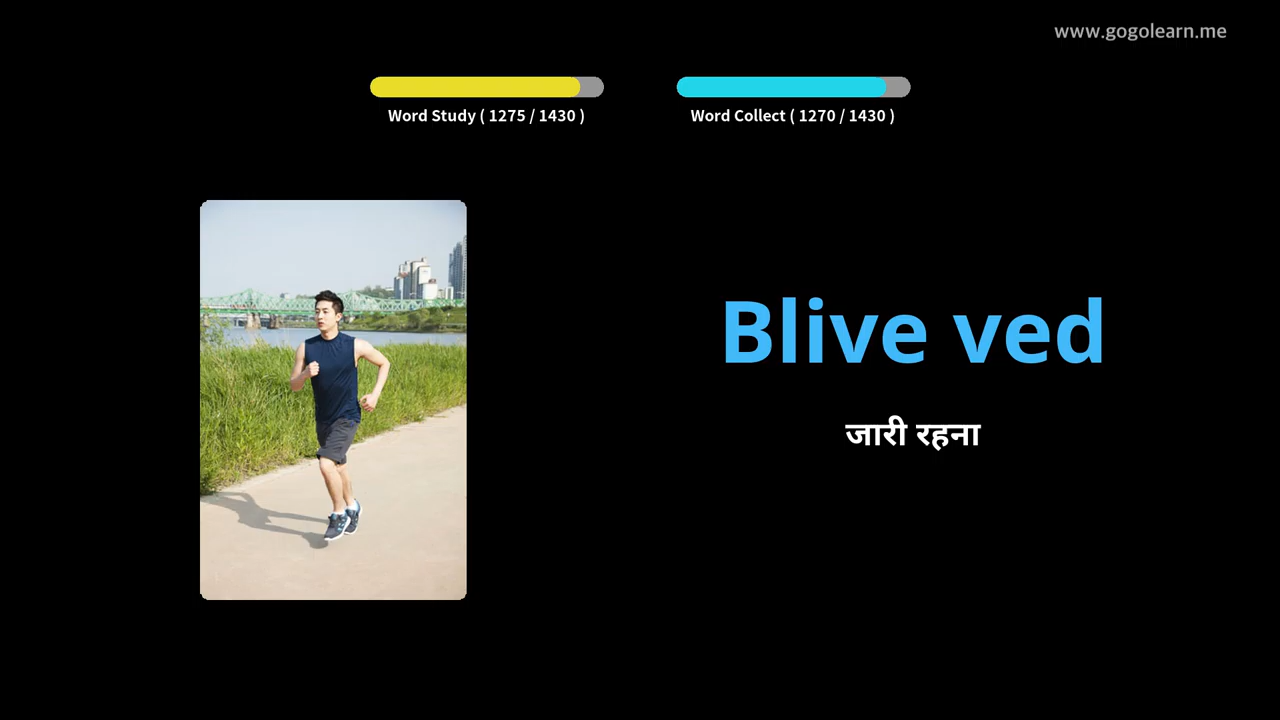 www.gogolearn.me
Word Study ( 1275 / 1430 )
Word Collect ( 1270 / 1430 )
Blive ved
जारी रहना